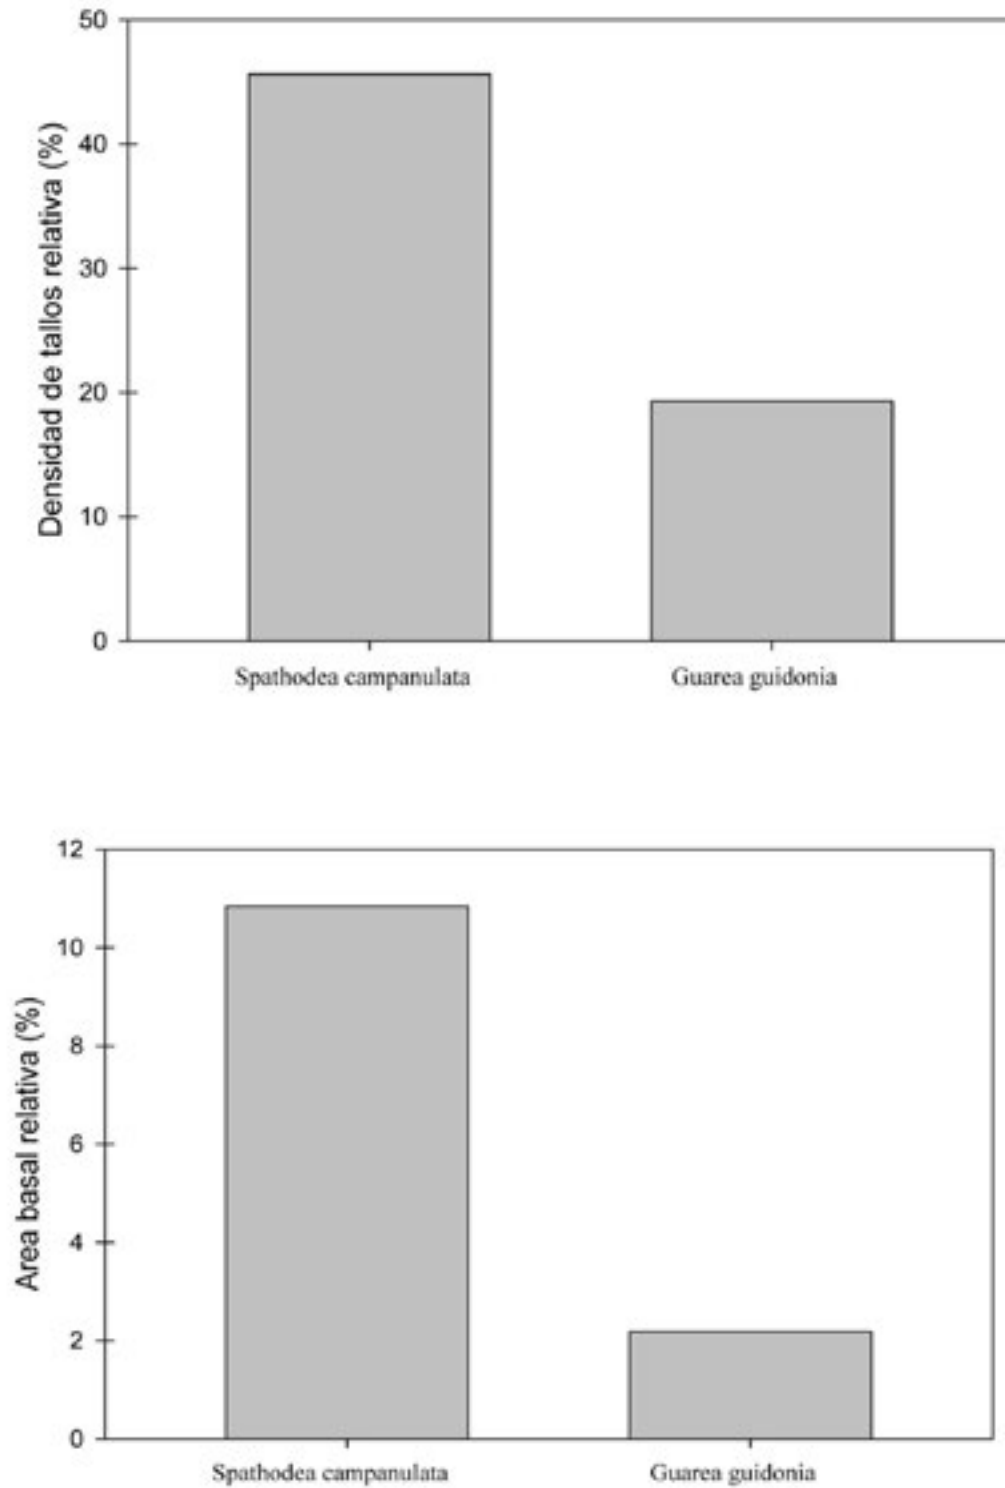 Densidad de tallos relativa (%)
50
40
30
20
10
0
Spathodea campanulata
Guarea guidonia
Area basal relativa (%)
12
10
8
6
4
2
0
Spathodea campanulata
Guarea guidonia